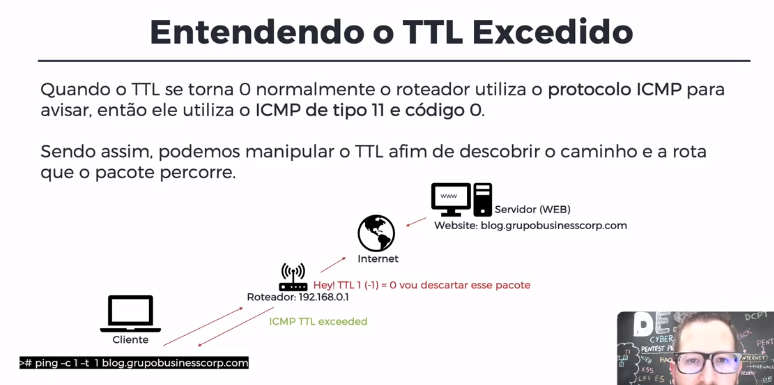 Entendendo o TTL Excedido
Quando o TTL se torna 0 normalmente o roteador utiliza o protocolo ICMP para
avisar, então ele utiliza o ICMP de tipo 11 e código 0.
Sendo assim, podemos manipular o TTL afim de descobrir o caminho e a rota
que o pacote percorre.
www
Servidor (WEB)
Website: blog.grupobusinesscorp.com
Internet
Hey! TTL 1 (-1) = 0 vou descartar esse pacote
Roteador: 192.168.0.1
ICMP TTL exceeded
Cliente
># ping -c 1 -t 1 blog.grupobusinesscorp.com
DE
DCPT
CYBER
PENTEST
XSS